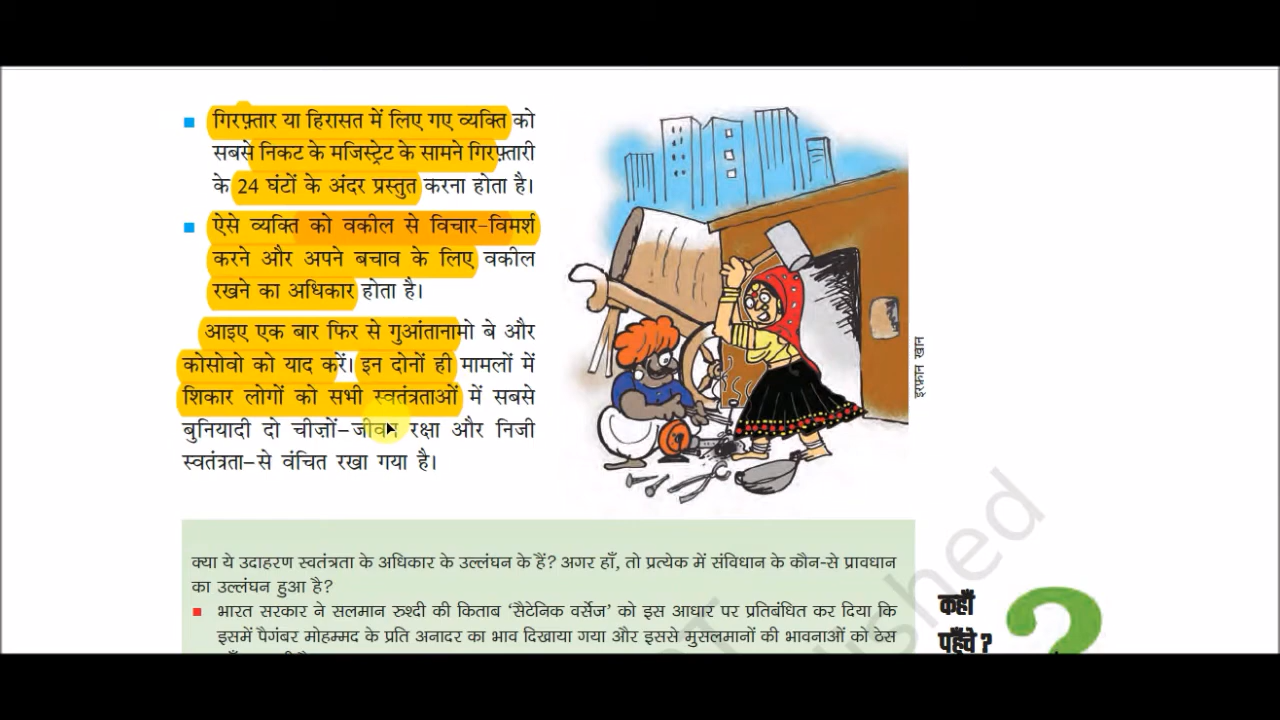 गिरफ़्तार या हिरासत में लिए गए व्यक्ति को
सबसे निकट के मजिस्ट्रेट के सामने गिरफ़्तारी
के 24 घंटों के अंदर प्रस्तुत करना होता है।
ऐसे व्यक्ति को वकील से विचार-विमर्श
करने और अपने बचाव के लिए वकील
रखने का अधिकार होता है।
आइए एक बार फिर से गुआंतानामो बे और
कोसोवो को याद करें। इन दोनों ही मामलों में
शिकार लोगों को सभी स्वतंत्रताओं में सबसे
बुनियादी दो चीज़ों–जीवन रक्षा और निजी
स्वतंत्रता–से वंचित रखा गया है।
इरफान खान
क्या ये उदाहरण स्वतंत्रता के अधिकार के उल्लंघन के हैं? अगर हाँ, तो प्रत्येक में संविधान के कौन-से प्रावधान
का उल्लंघन हुआ है?
भारत सरकार ने सलमान रुश्दी की किताब ‘सैटेनिक वर्सेज’ को इस आधार पर प्रतिबंधित कर दिया कि
इसमें पैगंबर मोहम्मद के प्रति अनादर का भाव दिखाया गया और इससे मुसलमानों की भावनाओं को ठेस
कहाँ
पहुँचे?